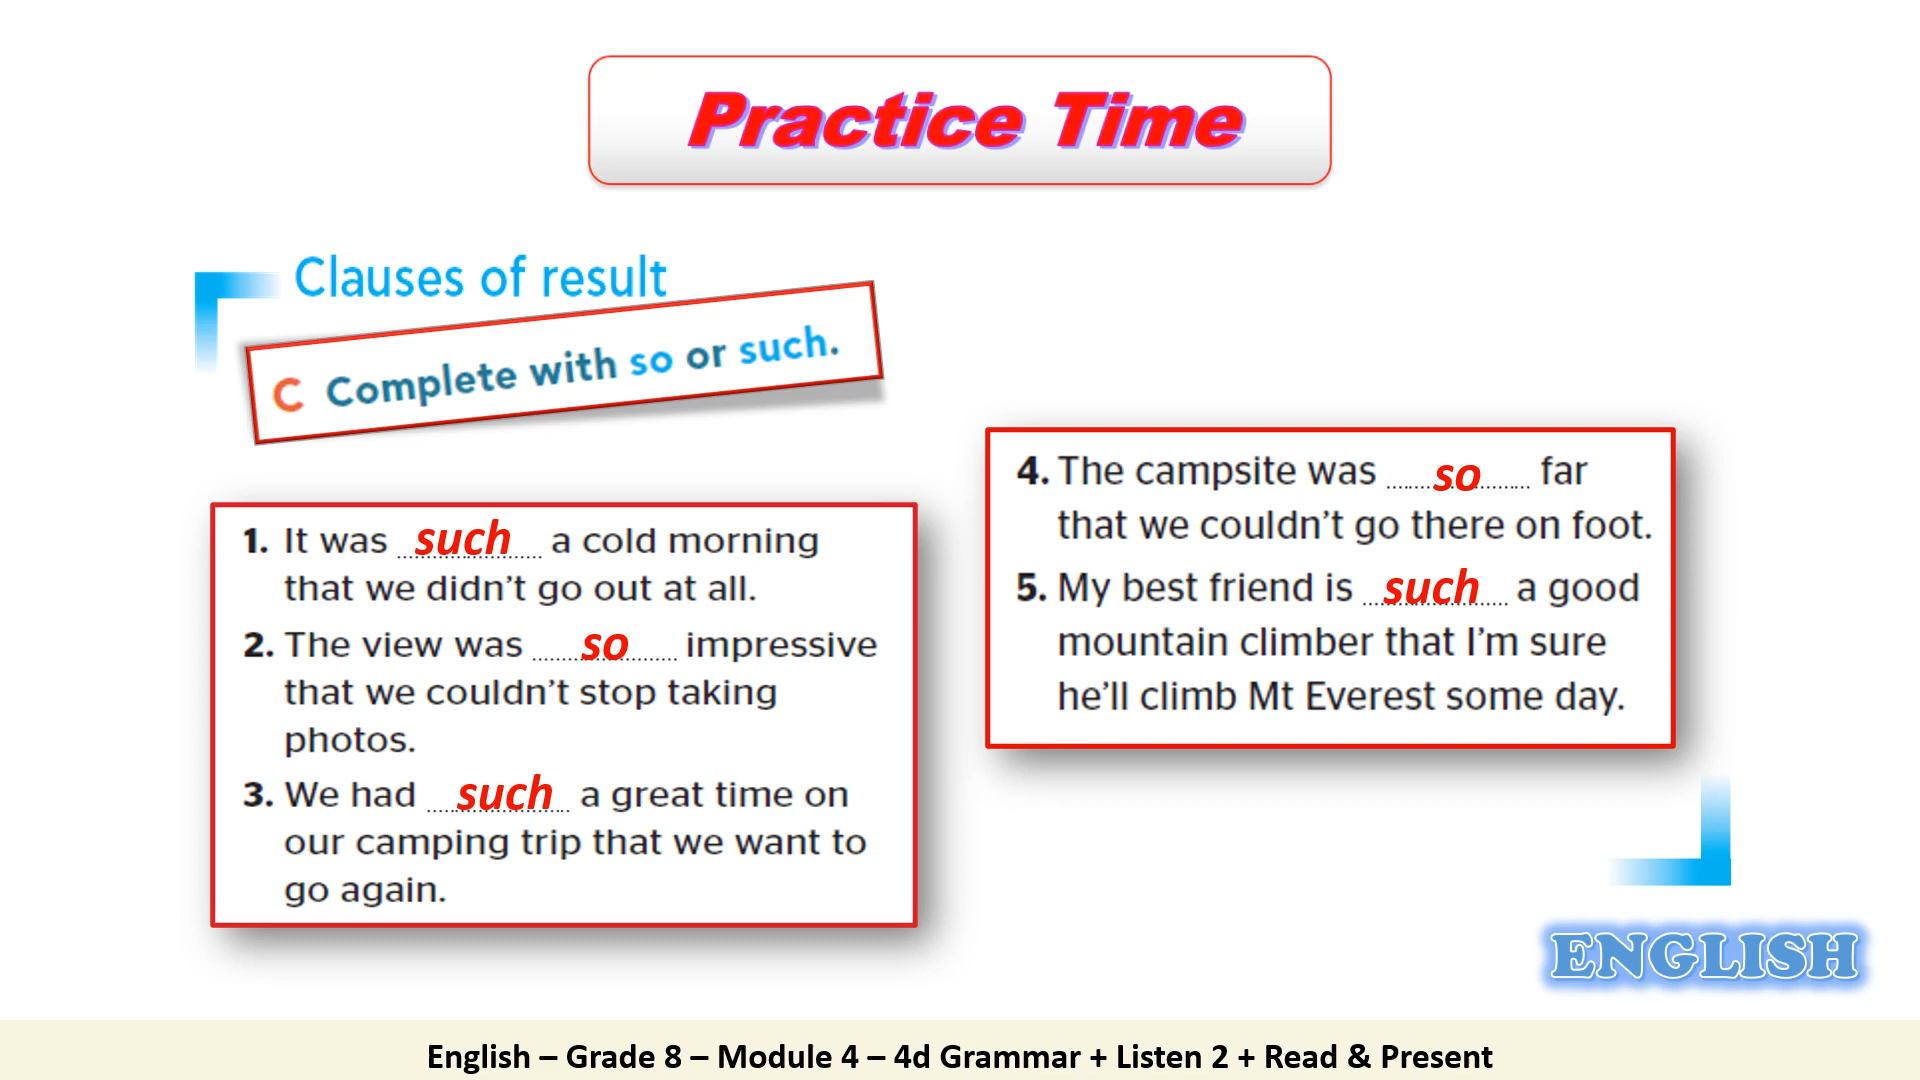 Practice Time
Clauses of result
C Complete with so or such.
1. It was such a cold morning
that we didn't go out at all.
2. The view was so impressive
that we couldn't stop taking
photos.
3. We had such a great time on
our camping trip that we want to
go again.
4. The campsite was so far
that we couldn't go there on foot.
5. My best friend is such a good
mountain climber that I'm sure
he'll climb Mt Everest some day.
ENGLISH
English – Grade 8 – Module 4 – 4d Grammar + Listen 2 + Read & Present